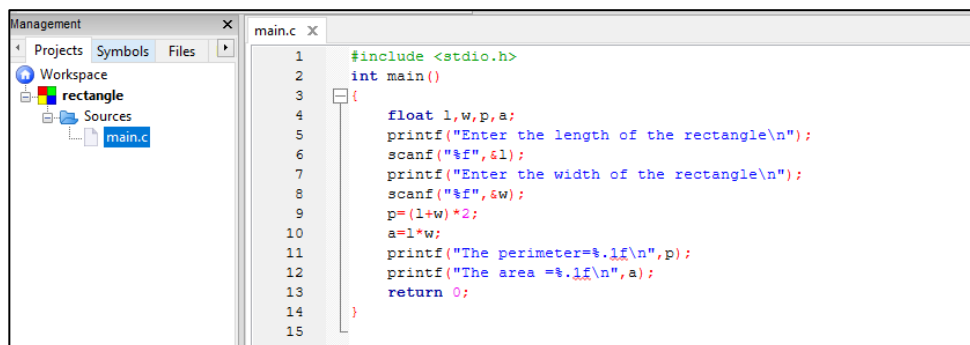 Management
Projects Symbols Files
Workspace
rectangle
Sources
main.c
main.c
1 #include <stdio.h>
2 int main()
3 {
4 float l,w,p,a;
5 printf("Enter the length of the rectangle\n");
6 scanf("%f",&l);
7 printf("Enter the width of the rectangle\n");
8 scanf("%f",&w);
9 p=(l+w)*2;
10 a=l*w;
11 printf("The perimeter=%.1f\n",p);
12 printf("The area =%.1f\n",a);
13 return 0;
14 }
15